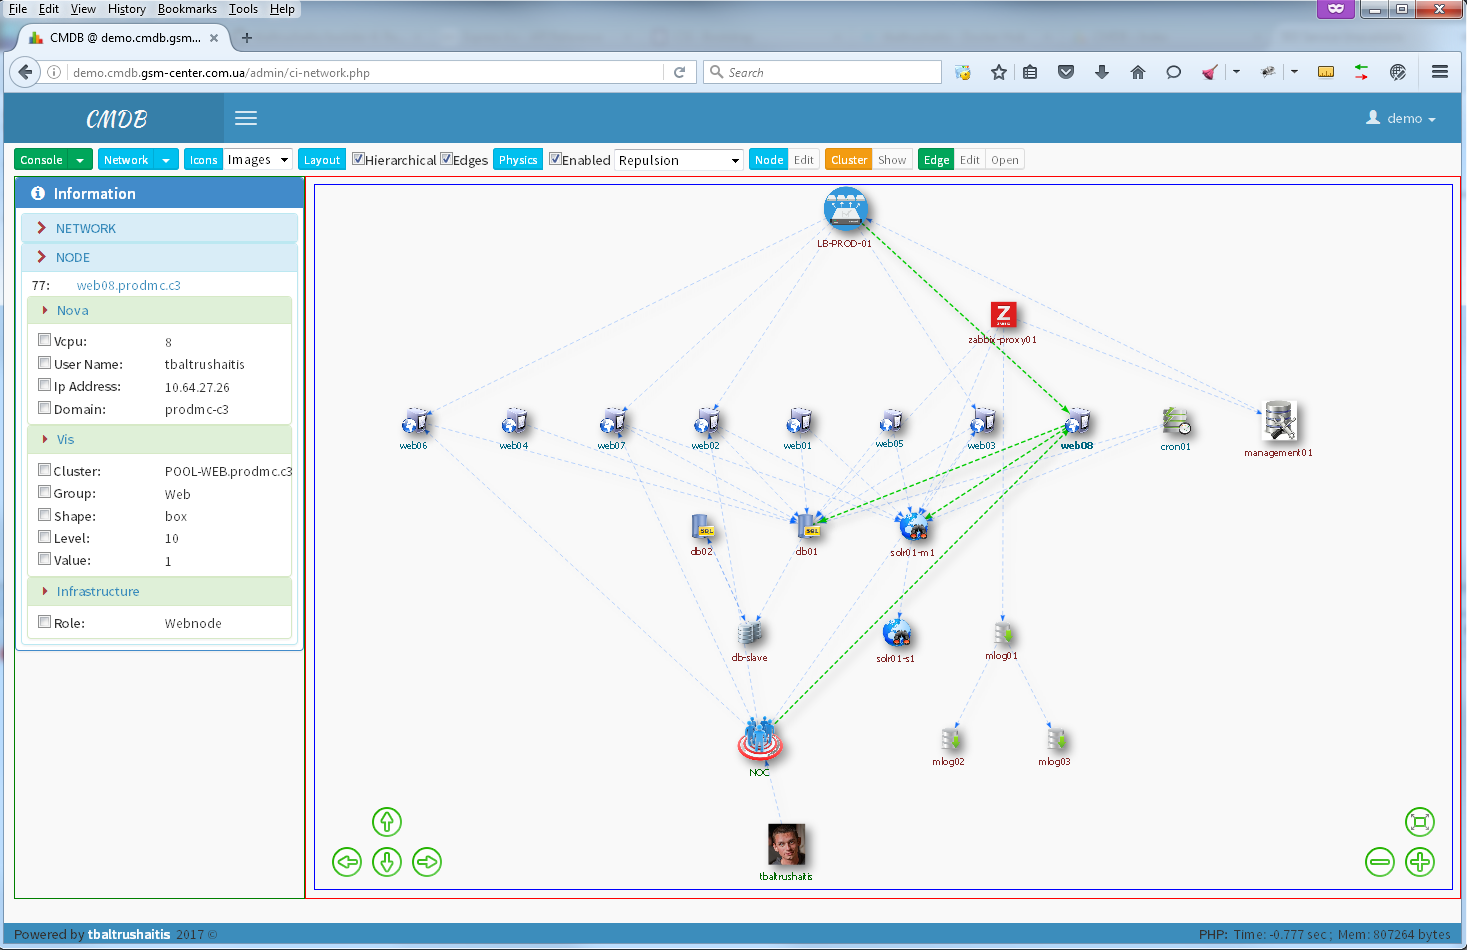 File Edit View History Bookmarks Tools Help
CMDB @ demo.cmdb.gsm...
demo.cmdb.gsm-center.com.ua/admin/ci-network.php Search
CMDB demo
Console Network Icons Images Layout Hierarchical Edges Physics Enabled Repulsion Node Edit Cluster Show Edge Edit Open
Information
NETWORK
NODE
77: web08.prodmc.c3
Nova
Vcpu: 8
User Name: tbaltrushaitis
Ip Address: 10.64.27.26
Domain: prodmc-c3
Vis
Cluster: POOL-WEB.prodmc.c3
Group: Web
Shape: box
Level: 10
Value: 1
Infrastructure
Role: Webnode
LB-PROD-01
Z
zabbix-proxy01
web06 web04 web07 web02 web01 web05 web03 web08 cron01 management01
SQL SQL
db02 db01 solr01-m1
db-slave solr01-s1 mlog01
mlog02 mlog03
NOC
tbaltrushaitis
Powered by tbaltrushaitis 2017 © PHP: Time: -0.777 sec ; Mem: 807264 bytes